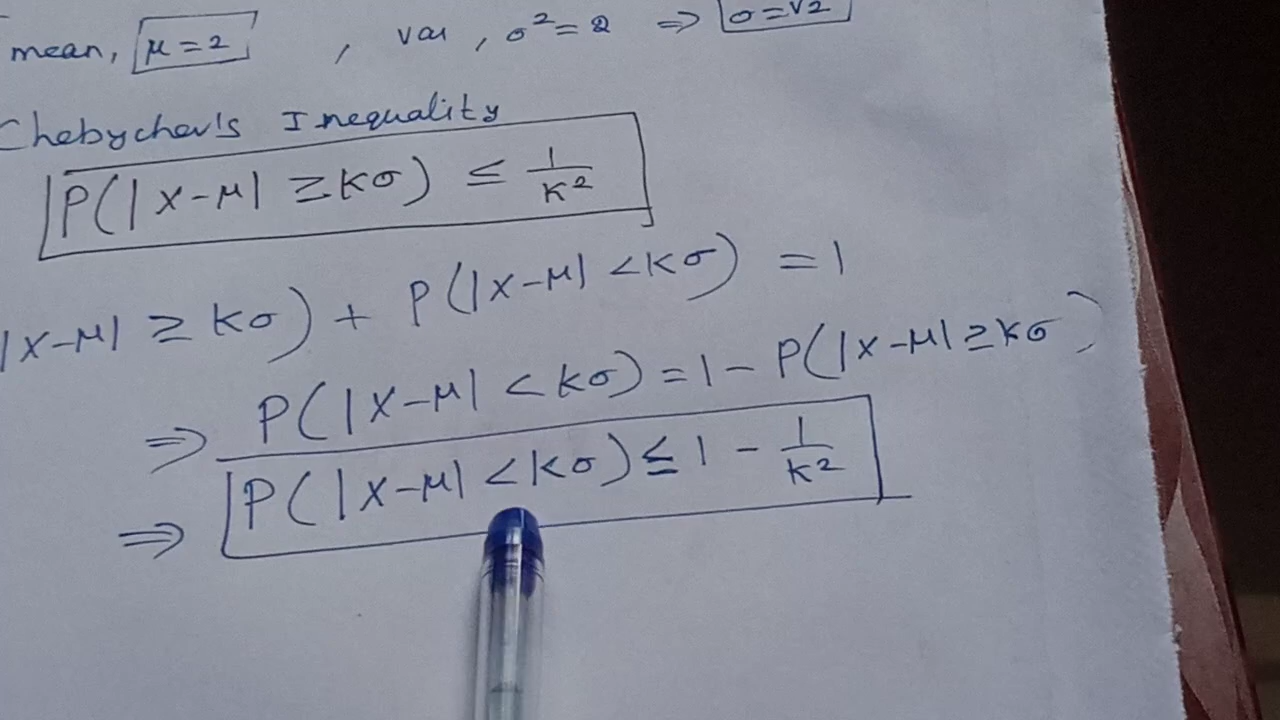 mean, μ = 2 , var , σ² = 2 ⇒ σ = √2
Chebychev's Inequality
P(|X-μ| ≥ kσ) ≤ 1/k²
|X-μ| ≥ kσ) + P(|X-μ| < kσ) = 1
⇒ P(|X-μ| < kσ) = 1 - P(|X-μ| ≥ kσ)
⇒ P(|X-μ| < kσ) ≤ 1 - 1/k²